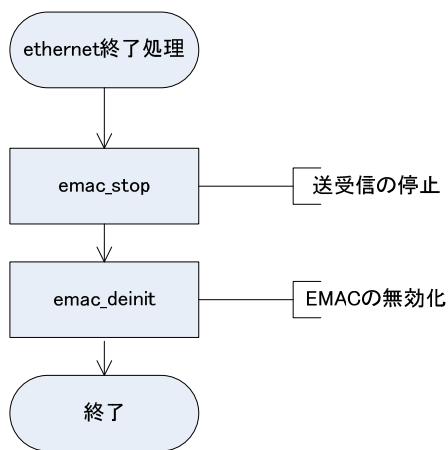 ethernet終了処理
emac_stop
送受信の停止
emac_deinit
EMACの無効化
終了